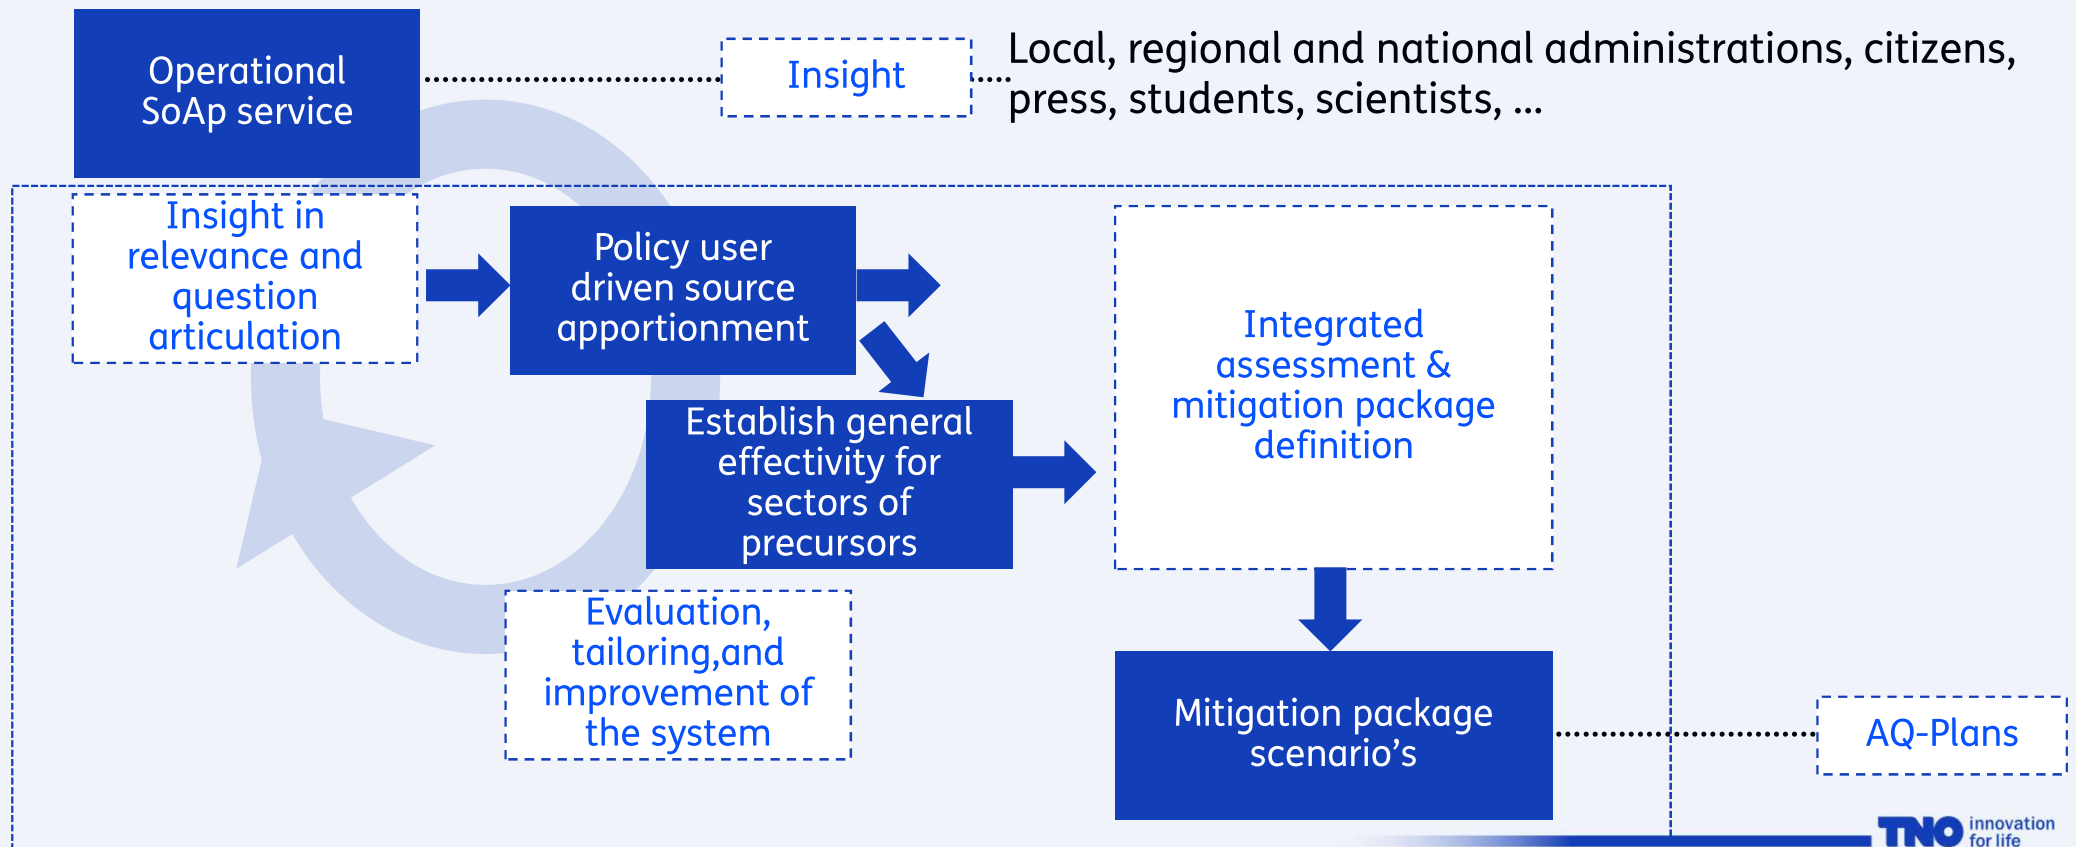 Operational
SoAp service
Insight
Local, regional and national administrations, citizens,
press, students, scientists, ...
Insight in
relevance and
question
articulation
Policy user
driven source
apportionment
Integrated
assessment &
mitigation package
definition
Establish general
effectivity for
sectors of
precursors
Evaluation,
tailoring,and
improvement of
the system
Mitigation package
scenario’s
AQ-Plans
TNO innovation
for life